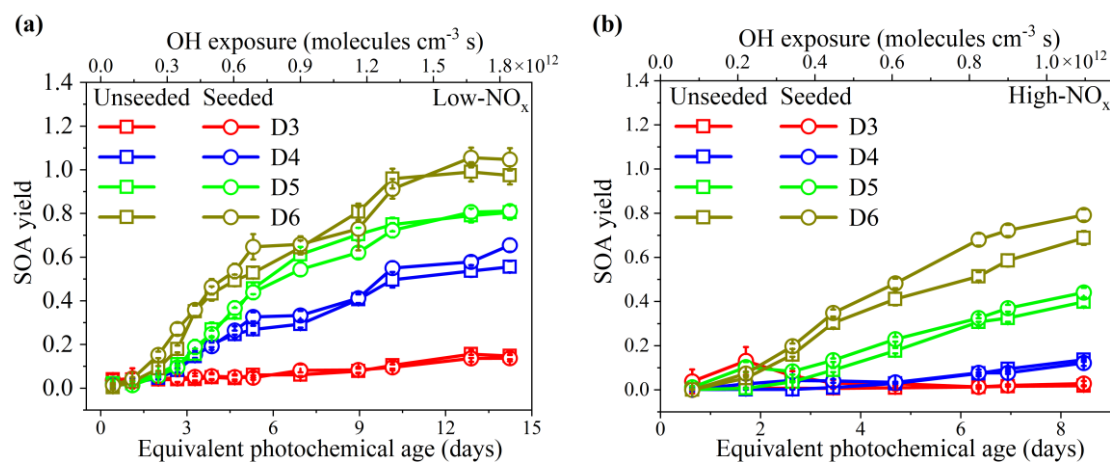 (a)
OH exposure (molecules cm⁻³ s)
0.0 0.3 0.6 0.9 1.2 1.5 1.8×10¹²
1.4
1.2
1.0
0.8
0.6
0.4
0.2
0.0
SOA yield
Unseeded Seeded Low-NOₓ
D3
D4
D5
D6
0 3 6 9 12 15
Equivalent photochemical age (days)
(b)
OH exposure (molecules cm⁻³ s)
0.0 0.2 0.4 0.6 0.8 1.0×10¹²
1.4
1.2
1.0
0.8
0.6
0.4
0.2
0.0
SOA yield
Unseeded Seeded High-NOₓ
D3
D4
D5
D6
0 2 4 6 8
Equivalent photochemical age (days)